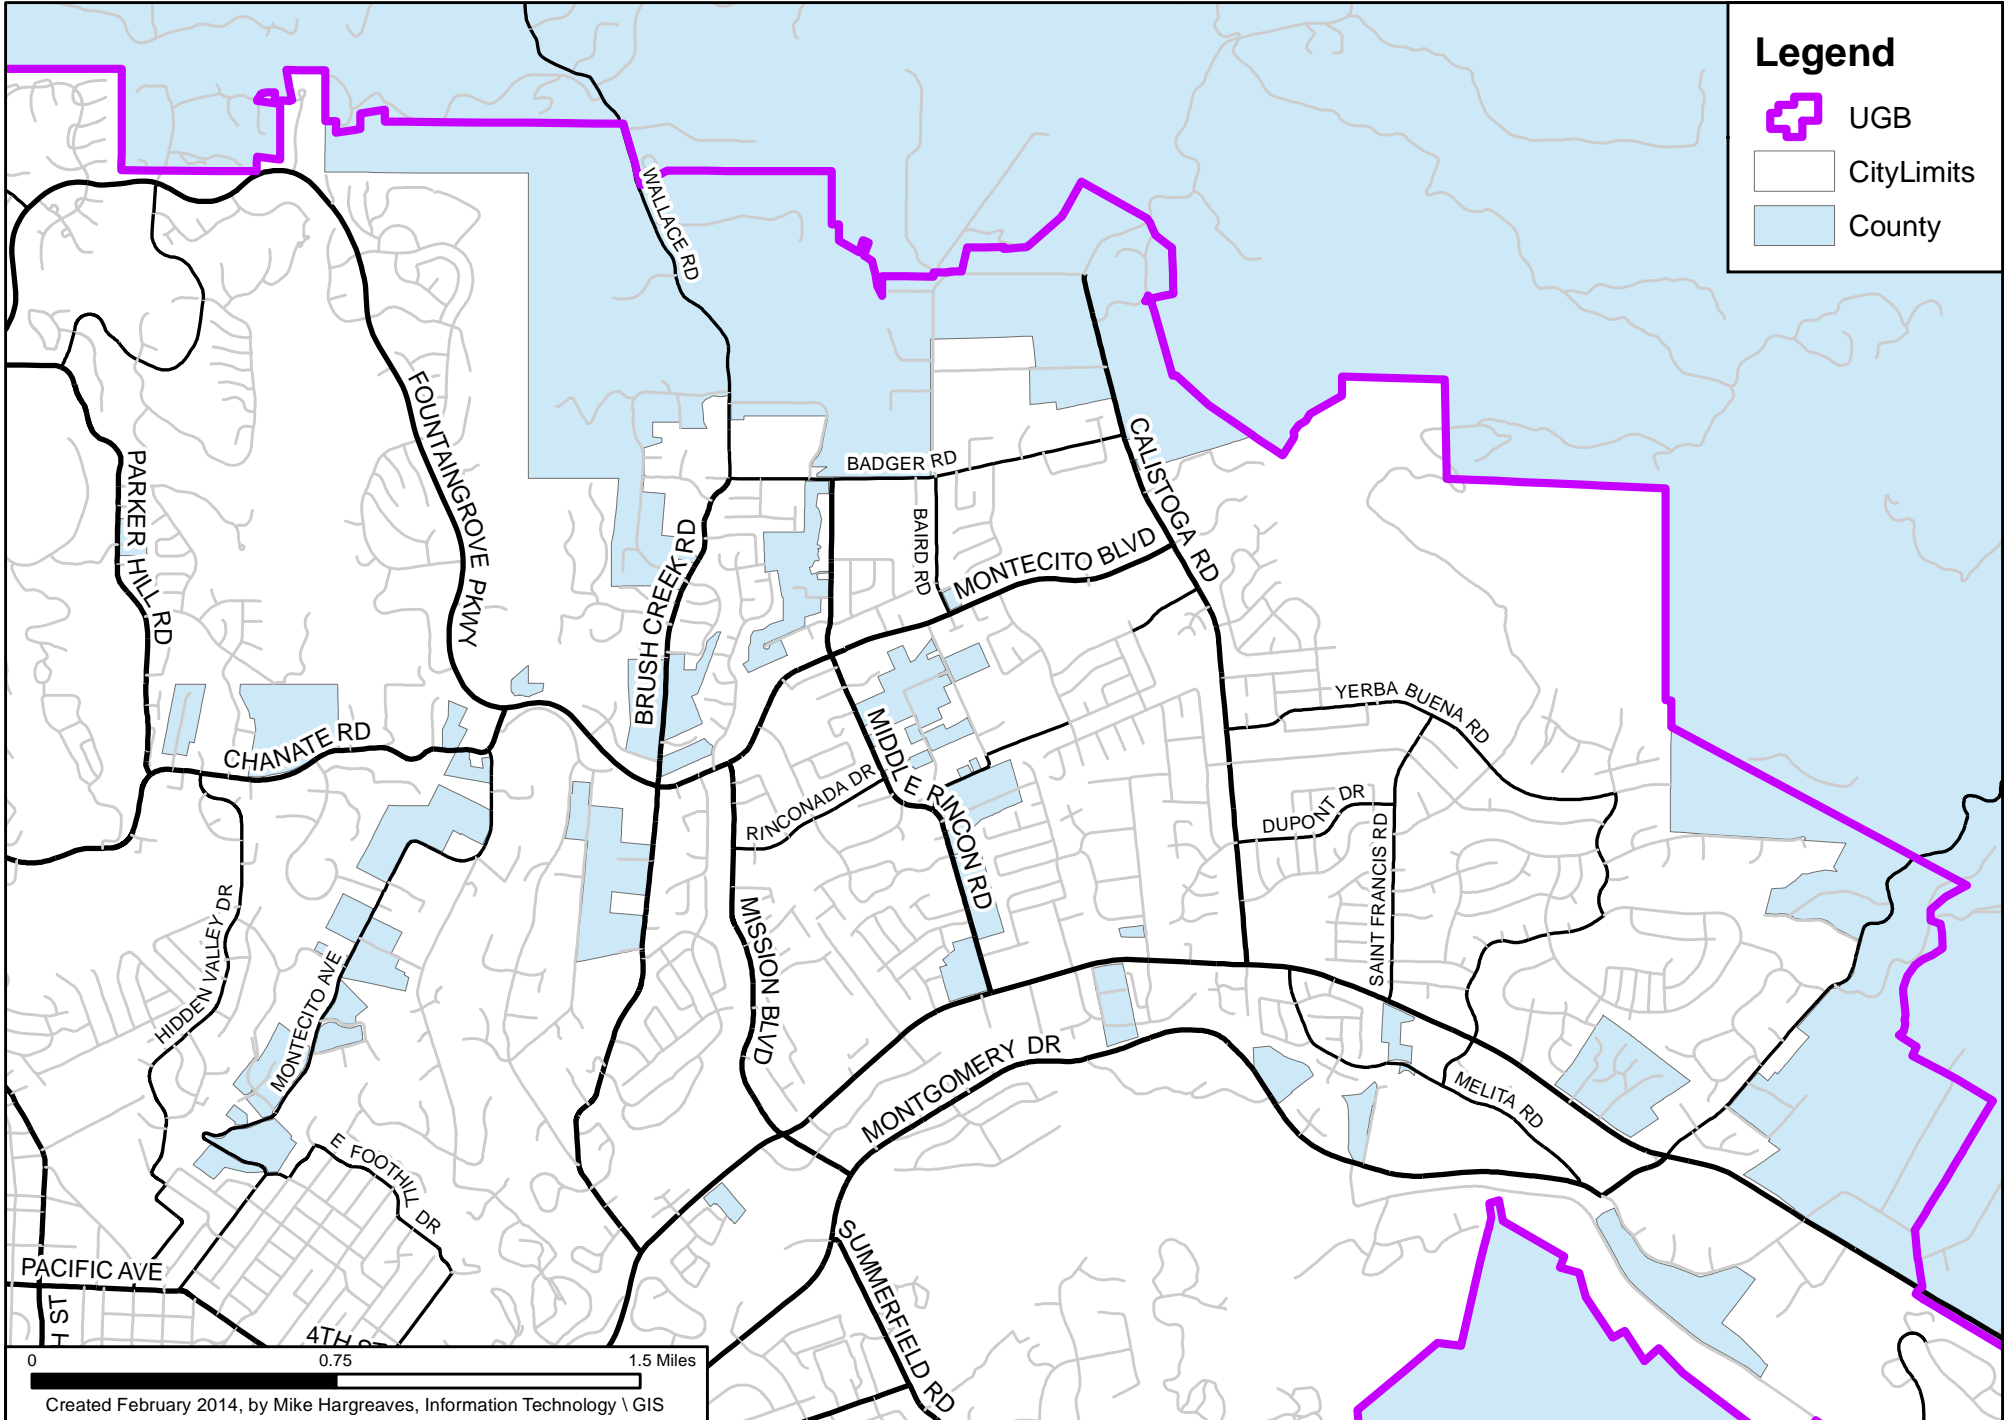 Legend
UGB
CityLimits
County
WALLACE RD
FOUNTAINGROVE PKWY
PARKER HILL RD
BADGER RD
CALISTOGA RD
BAIRD RD
MONTECITO BLVD
BRUSH CREEK RD
YERBA BUENA RD
CHANATE RD
MIDDLE RINCON RD
RINCONADA DR
DUPONT DR
SAINT FRANCIS RD
HIDDEN VALLEY DR
MISSION BLVD
MONTECITO AVE
MONTGOMERY DR
MELITA RD
E FOOTHILL DR
SUMMERFIELD RD
PACIFIC AVE
H ST
4TH ST
0 0.75 1.5 Miles
Created February 2014, by Mike Hargreaves, Information Technology \ GIS